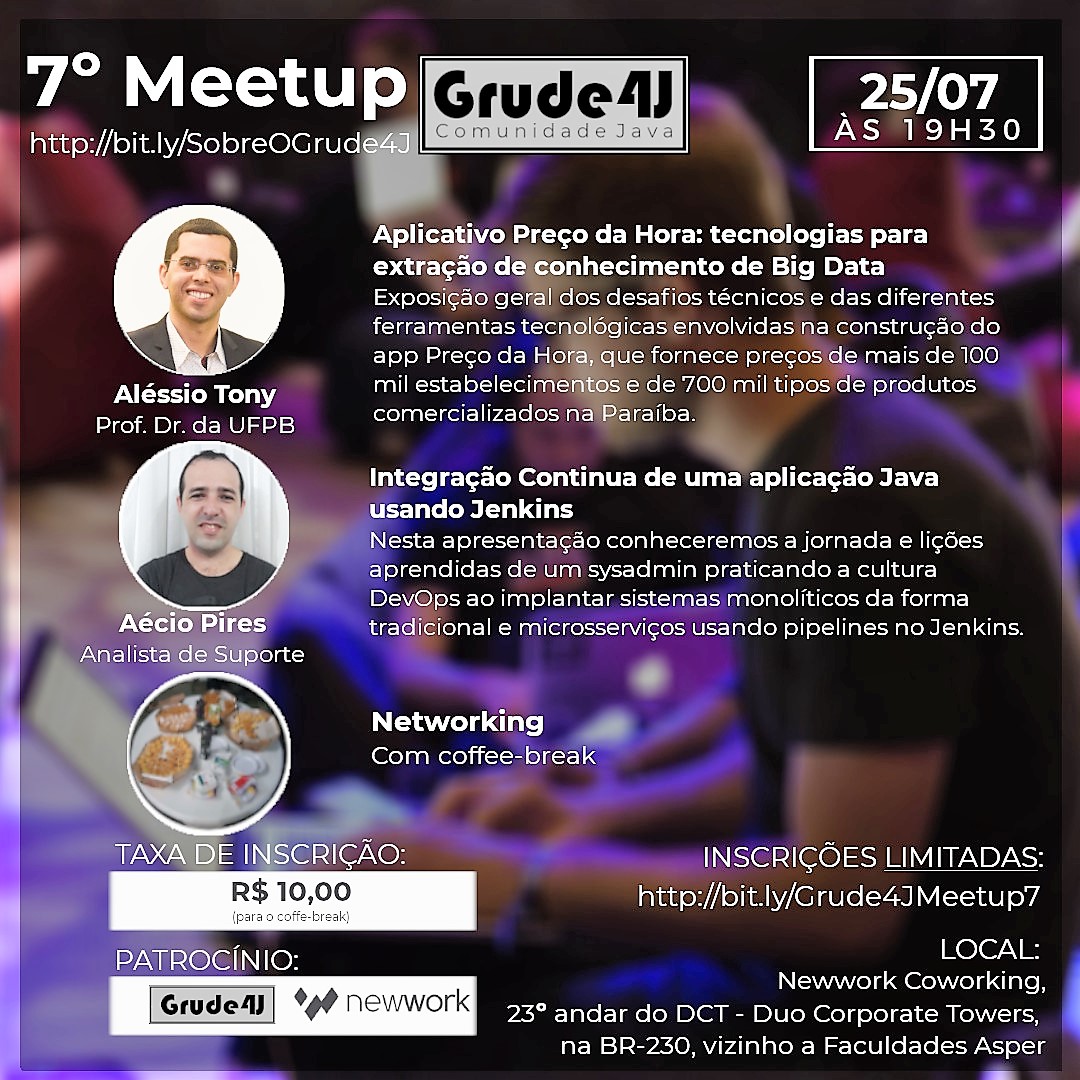 7º Meetup
Grude4J
Comunidade Java
http://bit.ly/SobreOGrude4J
25/07
ÀS 19H30
Aplicativo Preço da Hora: tecnologias para
extração de conhecimento de Big Data
Exposição geral dos desafios técnicos e das diferentes
ferramentas tecnológicas envolvidas na construção do
app Preço da Hora, que fornece preços de mais de 100
mil estabelecimentos e de 700 mil tipos de produtos
comercializados na Paraíba.
Aléssio Tony
Prof. Dr. da UFPB
Integração Continua de uma aplicação Java
usando Jenkins
Nesta apresentação conheceremos a jornada e lições
aprendidas de um sysadmin praticando a cultura
DevOps ao implantar sistemas monolíticos da forma
tradicional e microsserviços usando pipelines no Jenkins.
Aécio Pires
Analista de Suporte
Networking
Com coffee-break
TAXA DE INSCRIÇÃO:
R$ 10,00
(para o coffe-break)
PATROCÍNIO:
Grude4J
newwork
INSCRIÇÕES LIMITADAS:
http://bit.ly/Grude4JMeetup7
LOCAL:
Newwork Coworking,
23º andar do DCT - Duo Corporate Towers,
na BR-230, vizinho a Faculdades Asper